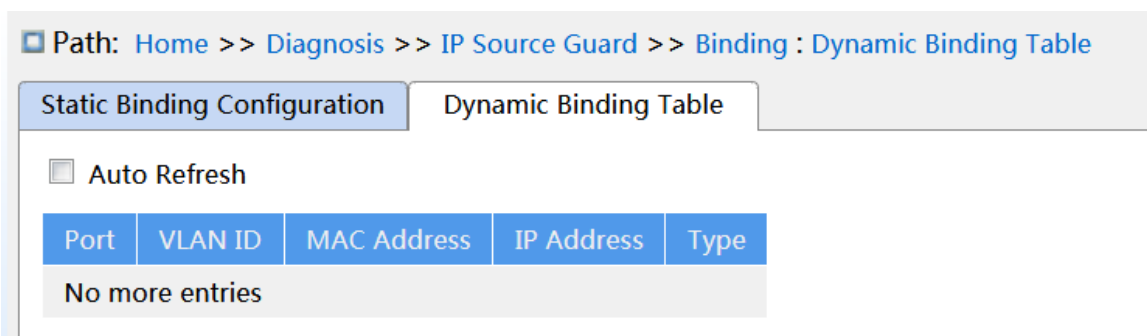 Path: Home >> Diagnosis >> IP Source Guard >> Binding : Dynamic Binding Table
Static Binding Configuration Dynamic Binding Table
Auto Refresh
Port VLAN ID MAC Address IP Address Type
No more entries